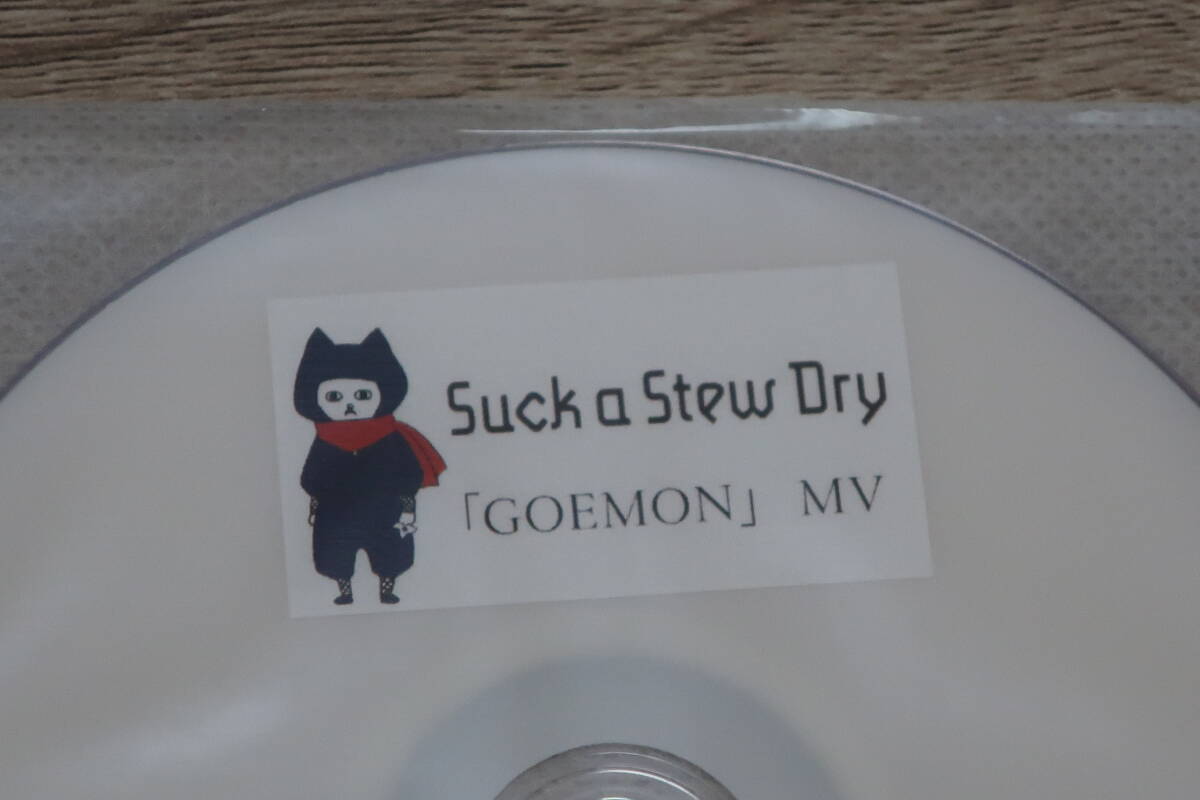 Suck a Stew Dry
「GOEMON」 MV